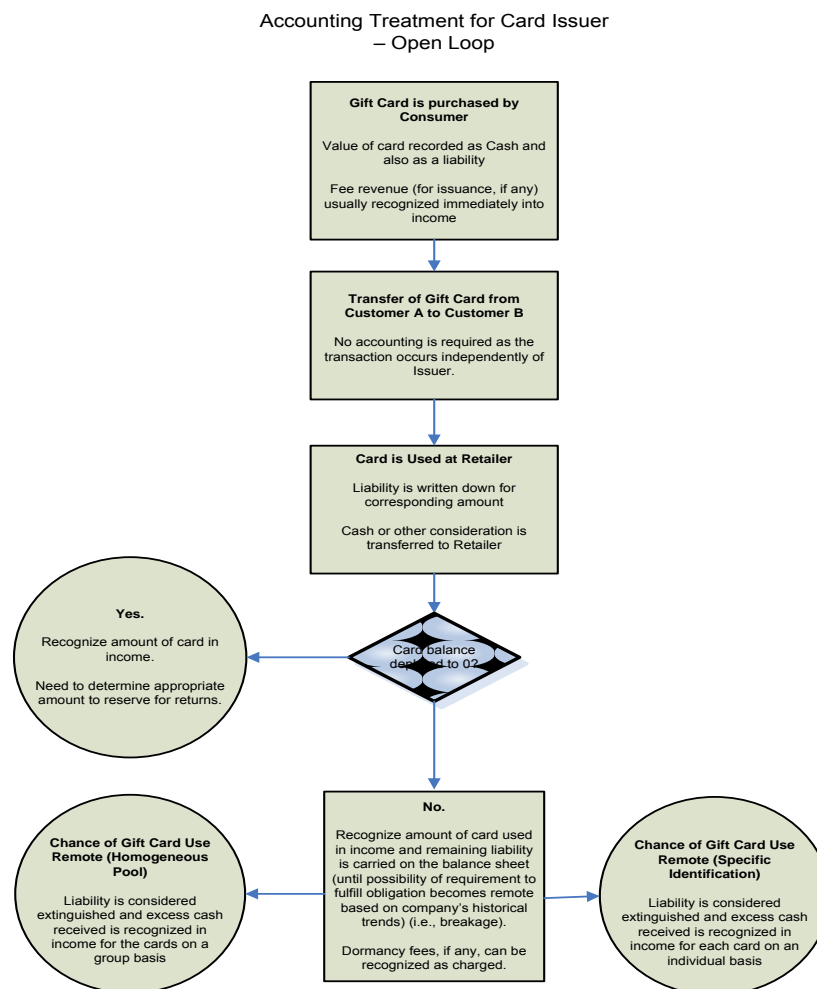 Accounting Treatment for Card Issuer
– Open Loop
Gift Card is purchased by
Consumer
Value of card recorded as Cash and
also as a liability
Fee revenue (for issuance, if any)
usually recognized immediately into
income
Transfer of Gift Card from
Customer A to Customer B
No accounting is required as the
transaction occurs independently of
Issuer.
Card is Used at Retailer
Liability is written down for
corresponding amount
Cash or other consideration is
transferred to Retailer
Yes.
Recognize amount of card in
income.
Need to determine appropriate
amount to reserve for returns.
Card balance
depleted to 0?
No.
Recognize amount of card used
in income and remaining liability
is carried on the balance sheet
(until possibility of requirement to
fulfill obligation becomes remote
based on company's historical
trends) (i.e., breakage).
Dormancy fees, if any, can be
recognized as charged.
Chance of Gift Card Use
Remote (Homogeneous
Pool)
Liability is considered
extinguished and excess cash
received is recognized in
income for the cards on a
group basis
Chance of Gift Card Use
Remote (Specific
Identification)
Liability is considered
extinguished and excess cash
received is recognized in
income for each card on an
individual basis